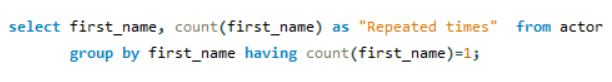 select first_name, count(first_name) as "Repeated times"  from actor
group by first_name having count(first_name)=1;